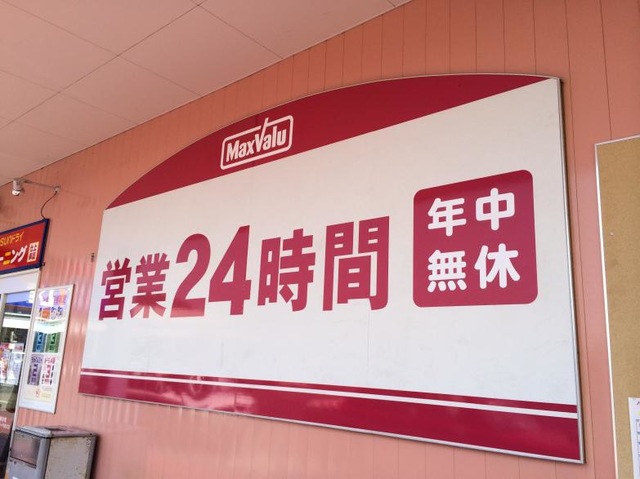 MaxValu
営業24時間
年中
無休
ーニング